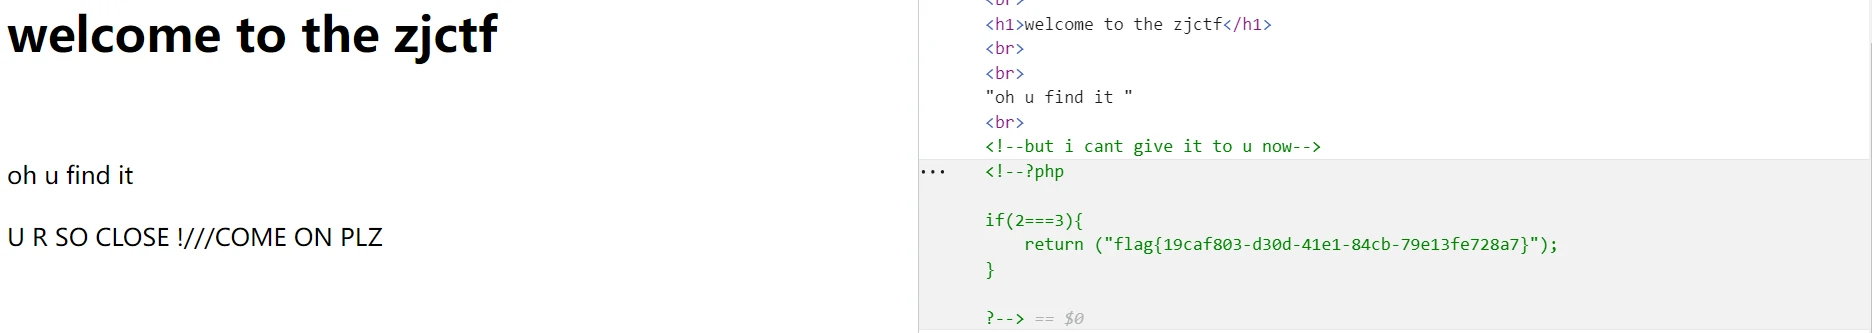 welcome to the zjctf
oh u find it
U R SO CLOSE !///COME ON PLZ
<br>
<h1>welcome to the zjctf</h1>
<br>
<br>
"oh u find it "
<br>
<!--but i cant give it to u now-->
... <!--?php
if(2===3){
return ("flag{19caf803-d30d-41e1-84cb-79e13fe728a7}");
}
?--> == $0